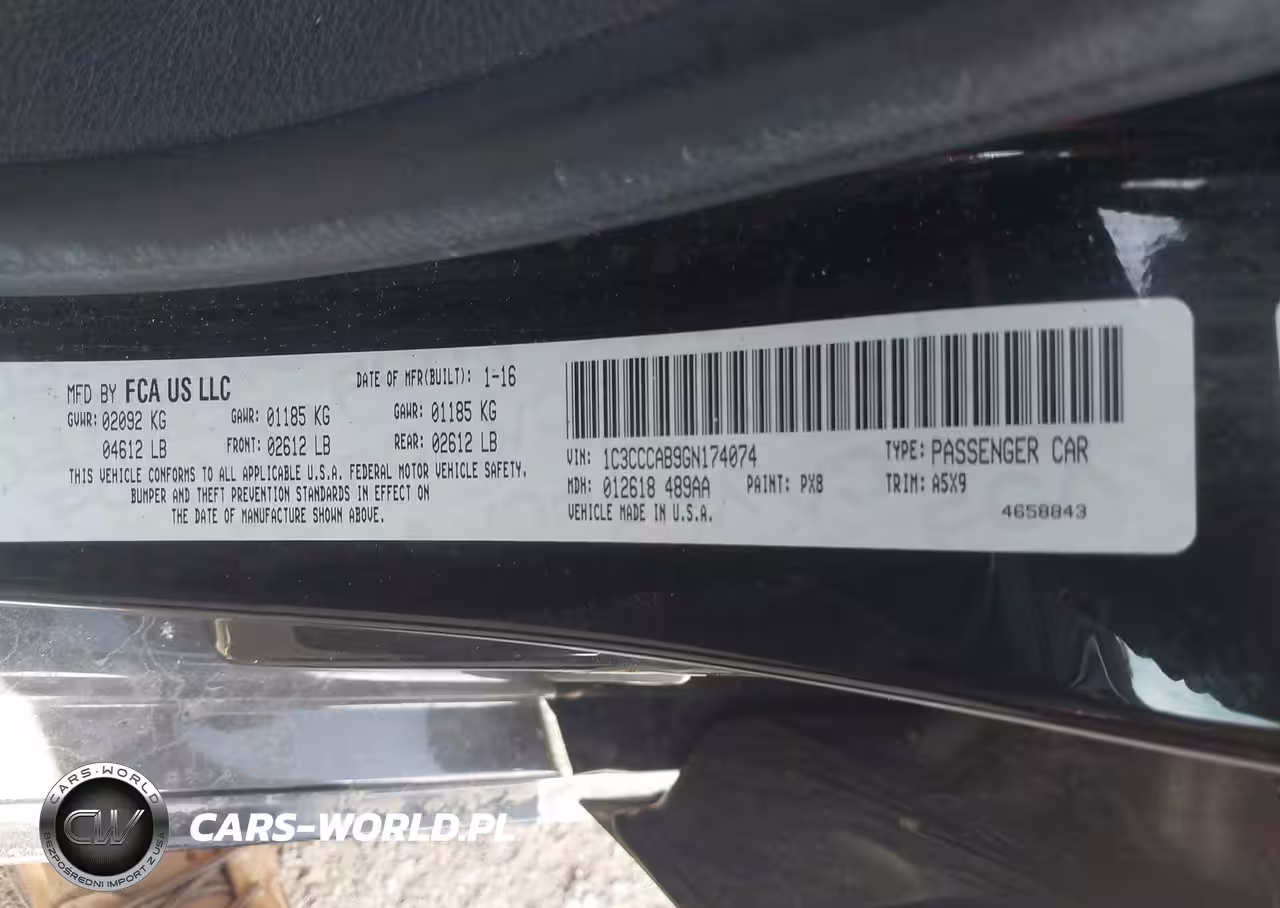 MFD BY FCA US LLC
DATE OF MFR(BUILT): 1-16
GVWR: 02092 KG GAWR: 01185 KG GAWR: 01185 KG
04612 LB FRONT: 02612 LB REAR: 02612 LB
THIS VEHICLE CONFORMS TO ALL APPLICABLE U.S.A. FEDERAL MOTOR VEHICLE SAFETY,
BUMPER AND THEFT PREVENTION STANDARDS IN EFFECT ON
THE DATE OF MANUFACTURE SHOWN ABOVE.
VIN: 1C3CCCAB9GN174074 TYPE: PASSENGER CAR
MDH: 012618 489AA PAINT: PX8 TRIM: A5X9
VEHICLE MADE IN U.S.A. 4658843
CARS-WORLD
CW
BEZPOŚREDNI IMPORT Z USA
CARS-WORLD.PL